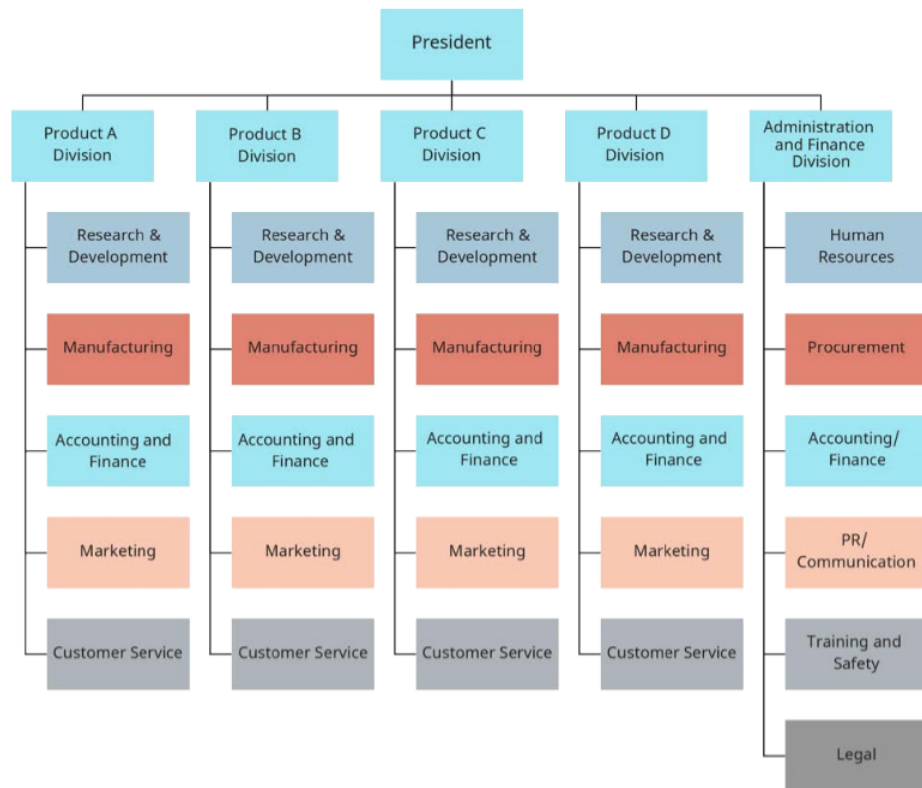 President
Product A
Division
Product B
Division
Product C
Division
Product D
Division
Administration
and Finance
Division
Research &
Development
Research &
Development
Research &
Development
Research &
Development
Human
Resources
Manufacturing
Manufacturing
Manufacturing
Manufacturing
Procurement
Accounting and
Finance
Accounting and
Finance
Accounting and
Finance
Accounting and
Finance
Accounting/
Finance
Marketing
Marketing
Marketing
Marketing
PR/
Communication
Customer Service
Customer Service
Customer Service
Customer Service
Training and
Safety
Legal